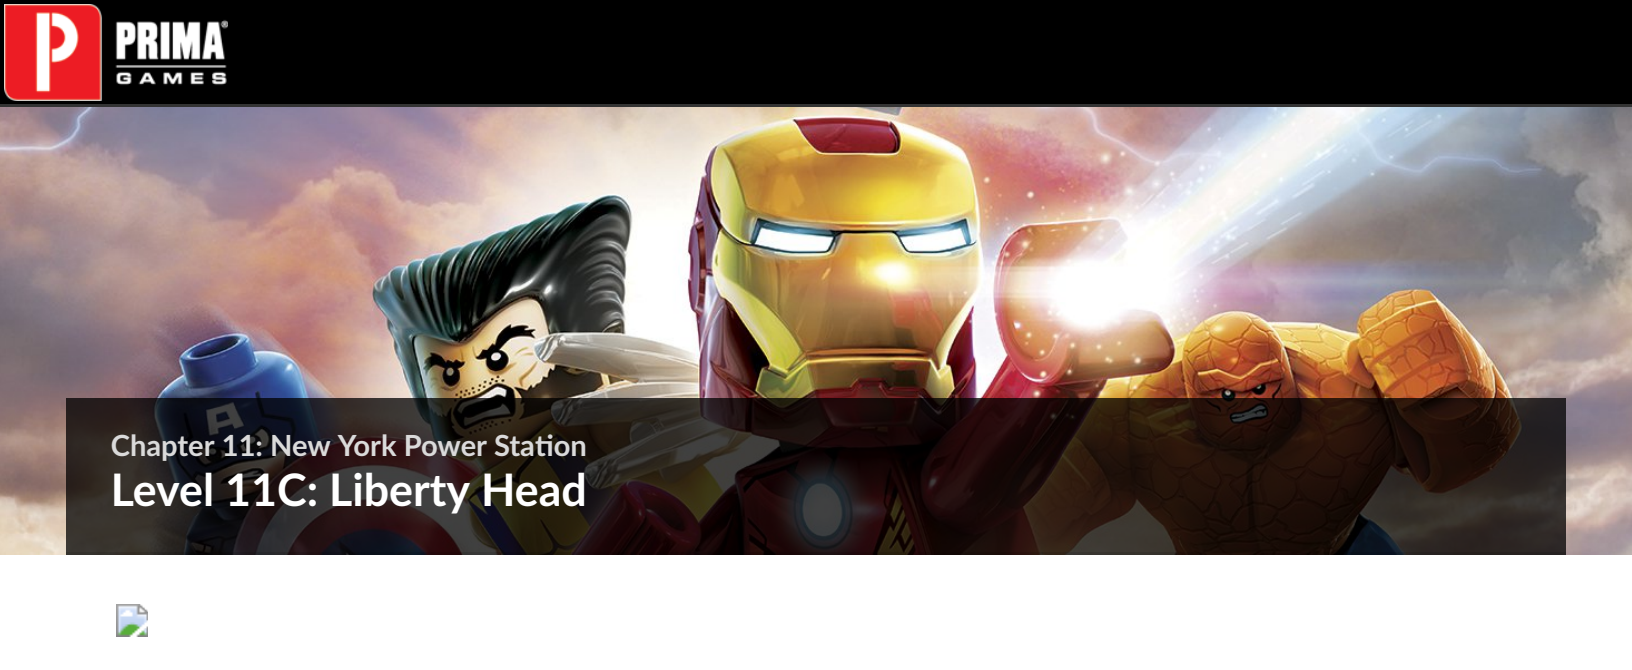 PRIMA®
GAMES
Chapter 11: New York Power Station
Level 11C: Liberty Head
A